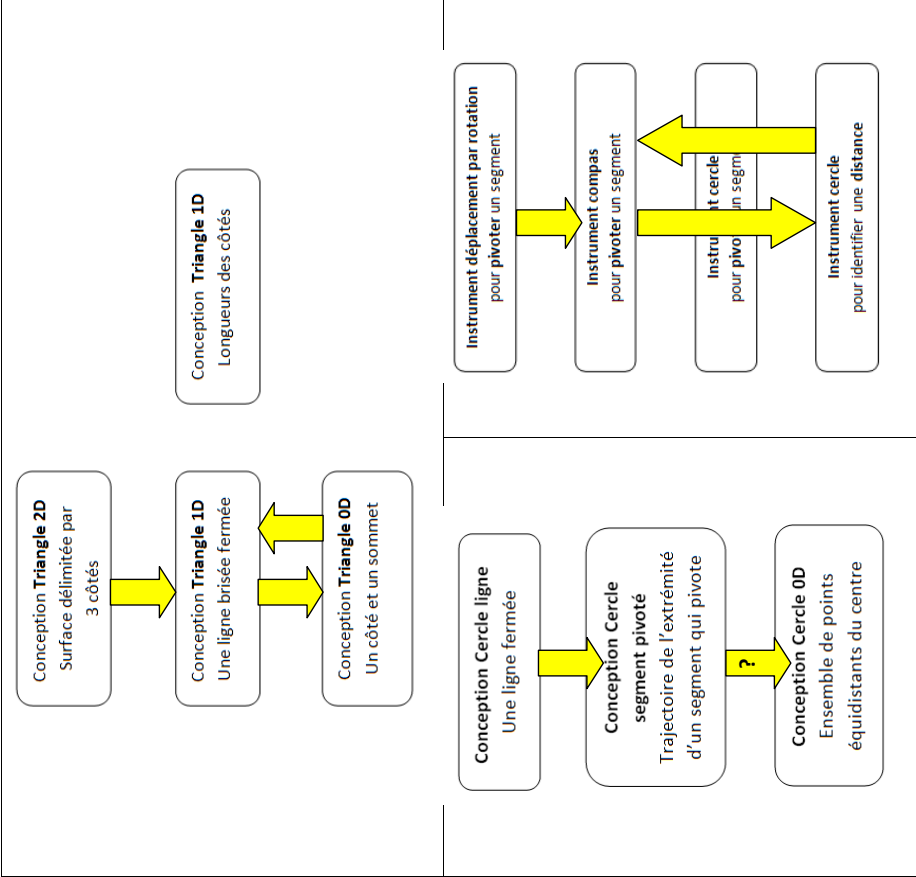 Conception Triangle 2D
Surface délimitée par
3 côtés
Conception Triangle 1D
Une ligne brisée fermée
Conception Triangle 0D
Un côté et un sommet
Conception Triangle 1D
Longueurs des côtés
Conception Cercle ligne
Une ligne fermée
Conception Cercle
segment pivoté
Trajectoire de l'extrémité
d'un segment qui pivote
?
Conception Cercle 0D
Ensemble de points
équidistants du centre
Instrument déplacement par rotation
pour pivoter un segment
Instrument compas
pour pivoter un segment
cercle
pour
Instrument cercle
pour identifier une distance